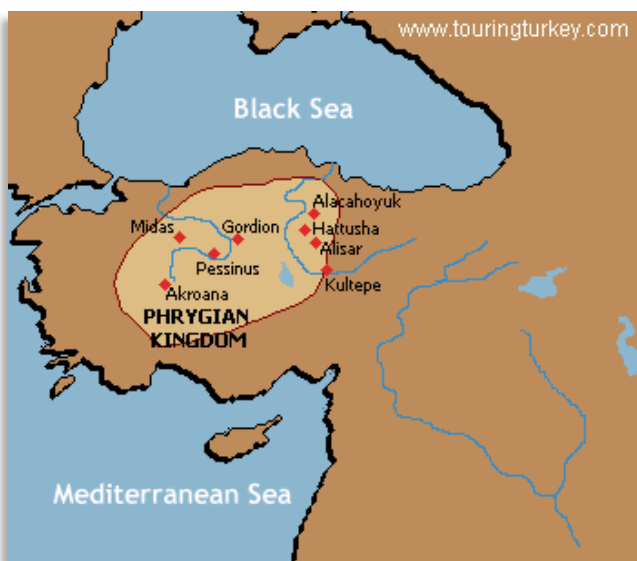 www.touringturkey.com
Black Sea
Alacahoyuk
Midas
Gordion
Hattusha
Alisar
Pessinus
Kultepe
Akroana
PHRYGIAN
KINGDOM
Mediterranean Sea